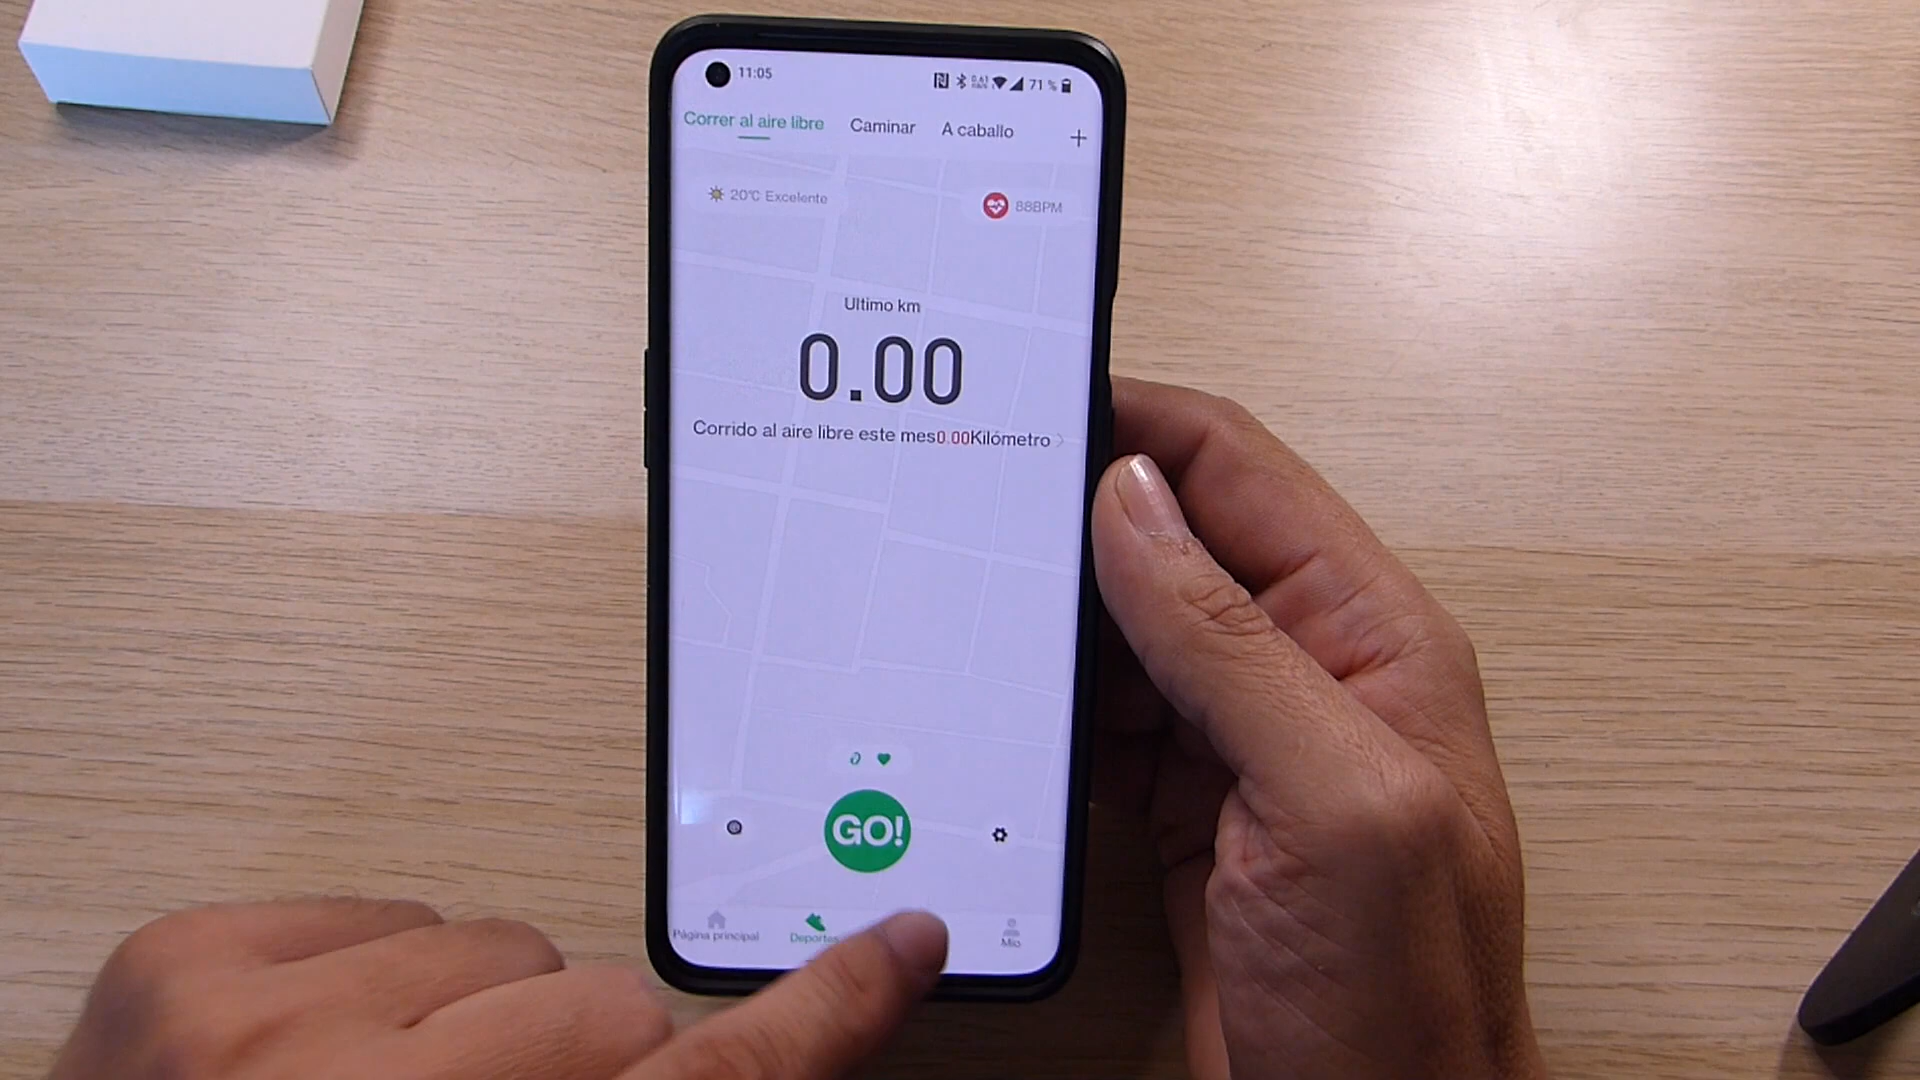 11:05
71 %
Correr al aire libre
Caminar
A caballo
+
20°C Excelente
88BPM
Ultimo km
0.00
Corrido al aire libre este mes0.00Kilómetro
GO!
Página principal
Deportes
Mio